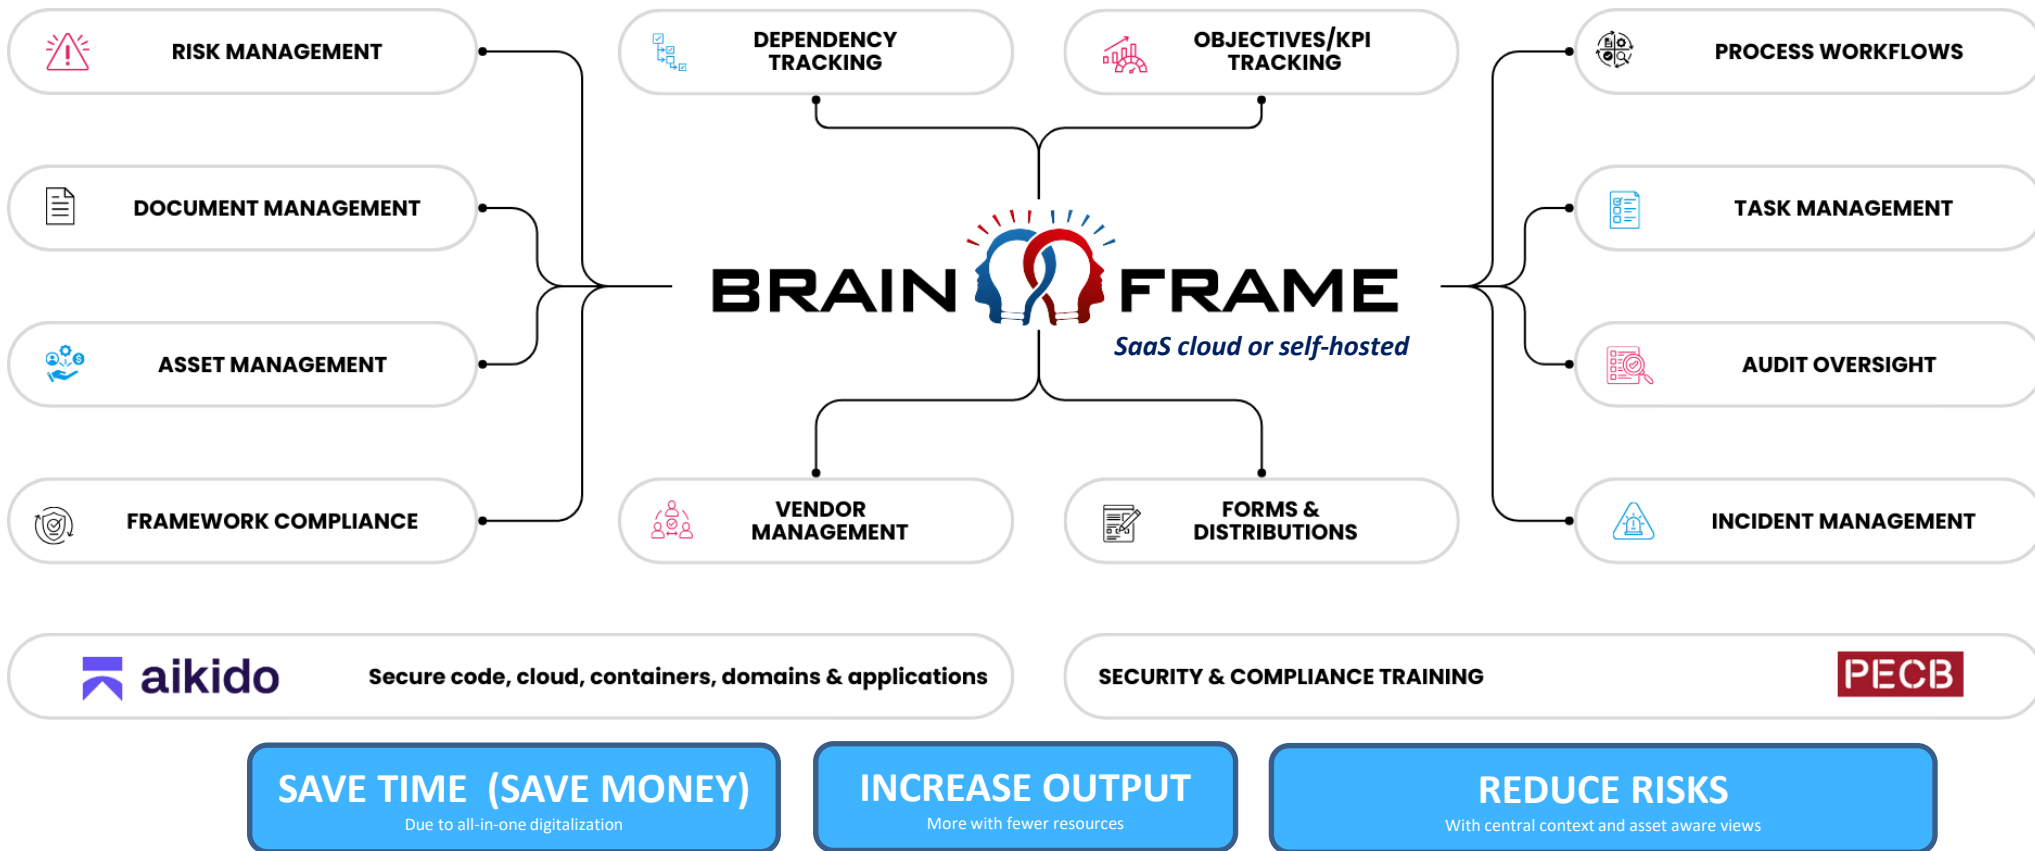 RISK MANAGEMENT
DEPENDENCY
TRACKING
OBJECTIVES/KPI
TRACKING
PROCESS WORKFLOWS
DOCUMENT MANAGEMENT
TASK MANAGEMENT
BRAIN FRAME
SaaS cloud or self-hosted
ASSET MANAGEMENT
AUDIT OVERSIGHT
FRAMEWORK COMPLIANCE
VENDOR
MANAGEMENT
FORMS &
DISTRIBUTIONS
INCIDENT MANAGEMENT
aikido
Secure code, cloud, containers, domains & applications
SECURITY & COMPLIANCE TRAINING
PECB
SAVE TIME (SAVE MONEY)
Due to all-in-one digitalization
INCREASE OUTPUT
More with fewer resources
REDUCE RISKS
With central context and asset aware views